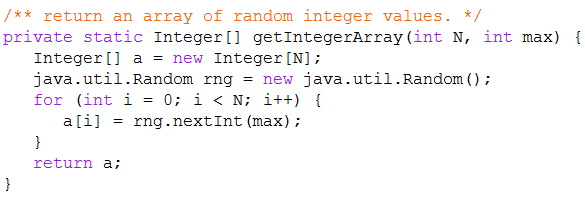 /** return an array of random integer values. */
private static Integer[] getIntegerArray(int N, int max) {
   Integer[] a = new Integer[N];
   java.util.Random rng = new java.util.Random();
   for (int i = 0; i < N; i++) {
      a[i] = rng.nextInt(max);
   }
   return a;
}